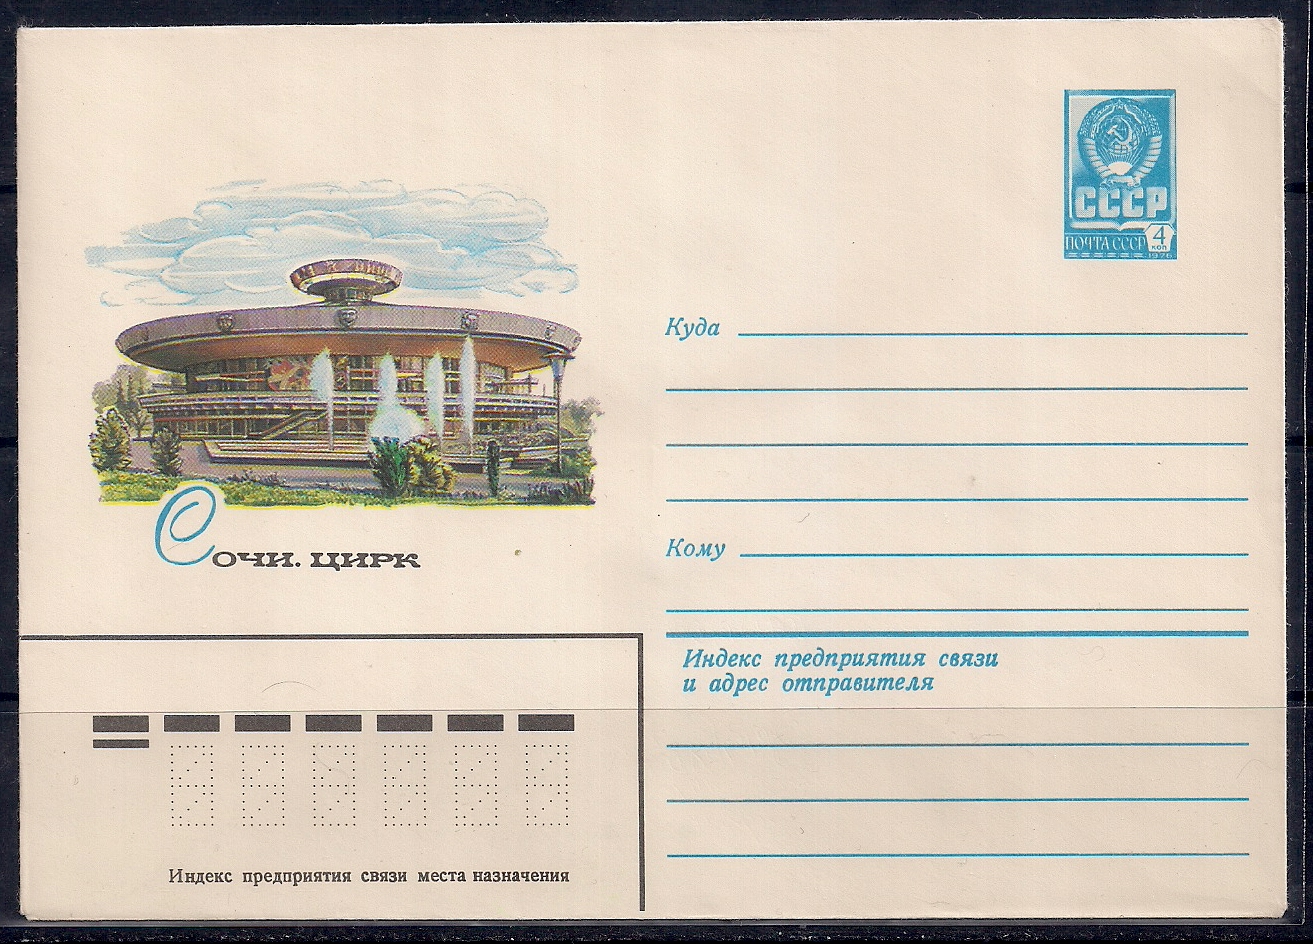 СССР
ПОЧТА СССР 4 КОП
1976
Куда
Сочи. цирк
Кому
Индекс предприятия связи
и адрес отправителя
Индекс предприятия связи места назначения